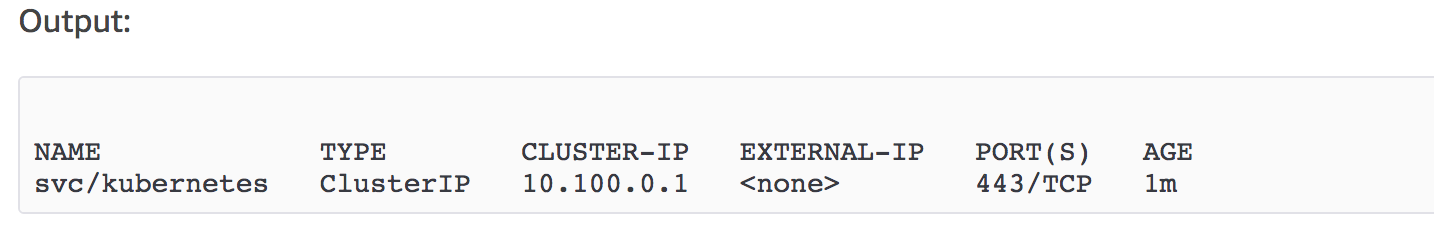 Output:
NAME TYPE CLUSTER-IP EXTERNAL-IP PORT(S) AGE
svc/kubernetes ClusterIP 10.100.0.1 <none> 443/TCP 1m